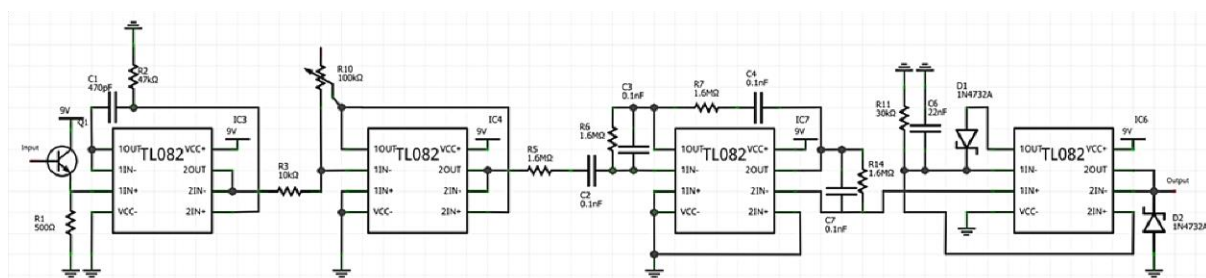 Input
9V
Q1
R1
500Ω
C1
470pF
R2
47kΩ
IC3
9V
TL082
1OUT
1IN-
1IN+
VCC-
VCC+
2OUT
2IN-
2IN+
R3
10kΩ
R10
100kΩ
IC4
9V
TL082
1OUT
1IN-
1IN+
VCC-
VCC+
2OUT
2IN-
2IN+
R5
1.6MΩ
C2
0.1nF
R6
1.6MΩ
C3
0.1nF
R7
1.6MΩ
C4
0.1nF
IC7
9V
TL082
1OUT
1IN-
1IN+
VCC-
VCC+
2OUT
2IN-
2IN+
R14
1.6MΩ
C7
0.1nF
R11
30kΩ
C6
22nF
D1
1N4732A
IC6
9V
TL082
1OUT
1IN-
1IN+
VCC-
VCC+
2OUT
2IN-
2IN+
Output
D2
1N4732A